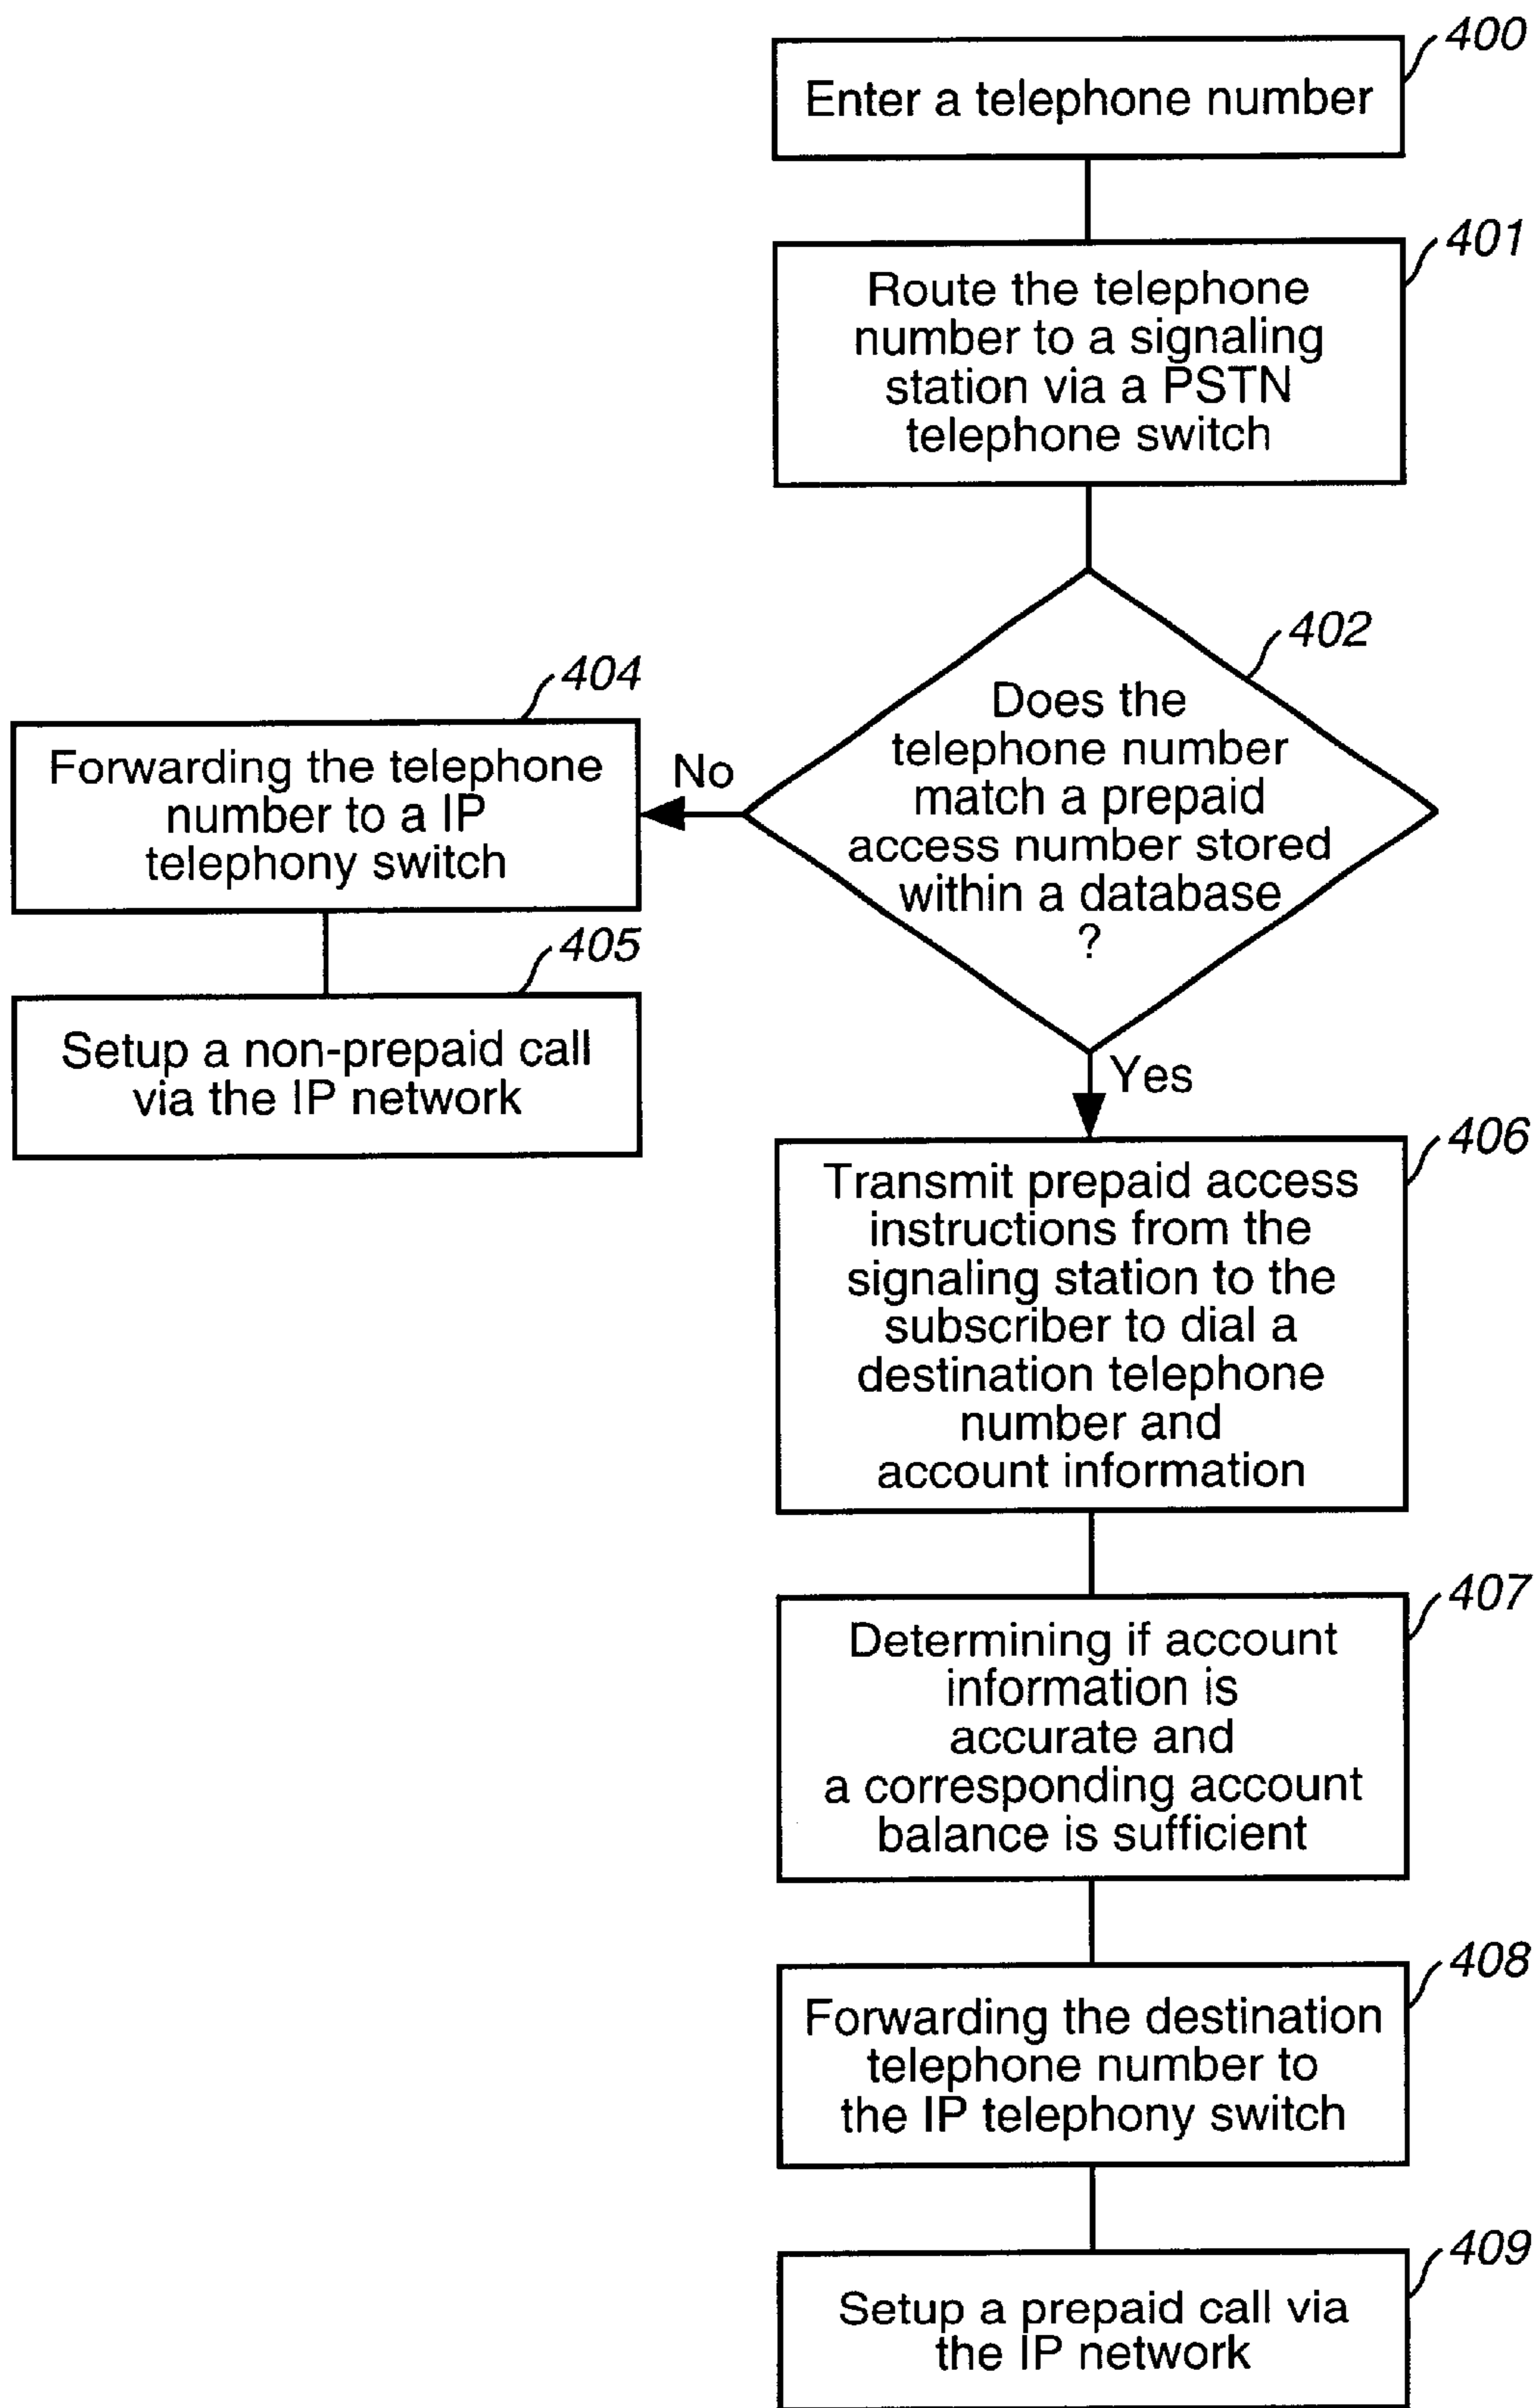 400
Enter a telephone number
401
Route the telephone
number to a signaling
station via a PSTN
telephone switch
402
Does the
telephone number
match a prepaid
access number stored
within a database
?
No
404
Forwarding the telephone
number to a IP
telephony switch
405
Setup a non-prepaid call
via the IP network
Yes
406
Transmit prepaid access
instructions from the
signaling station to the
subscriber to dial a
destination telephone
number and
account information
407
Determining if account
information is
accurate and
a corresponding account
balance is sufficient
408
Forwarding the destination
telephone number to
the IP telephony switch
409
Setup a prepaid call via
the IP network